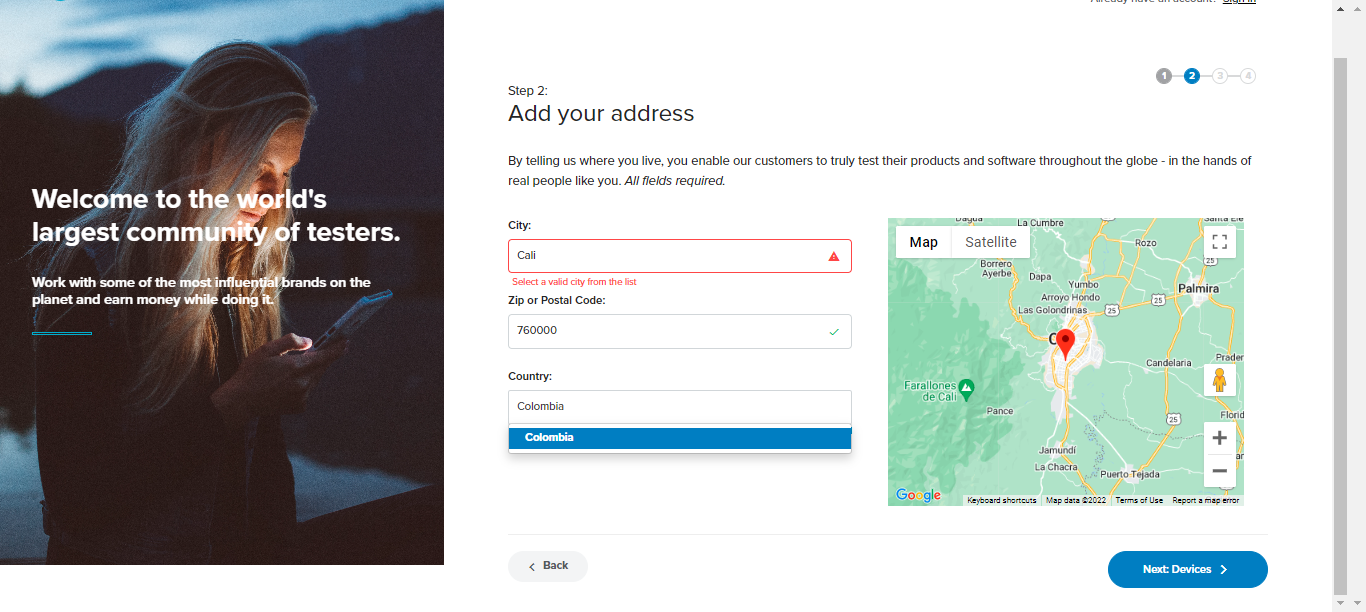 Already have an account? Sign in
1 2 3 4
Step 2:
Add your address
By telling us where you live, you enable our customers to truly test their products and software throughout the globe - in the hands of
real people like you. All fields required.
Welcome to the world's
largest community of testers.
Work with some of the most influential brands on the
planet and earn money while doing it.
City:
Cali
Select a valid city from the list
Zip or Postal Code:
760000
Country:
Colombia
Colombia
Map
Satellite
Dagua
La Cumbre
Rozo
25
Borrero
Ayerbe
Dapa
Yumbo
Palmira
Arroyo Hondo
25
Las Golondrinas
25
Candelaria
Farallones
de Cali
Pance
25
Jamundí
La Chacra
Puerto Tejada
Google
Keyboard shortcuts
Map data ©2022
Terms of Use
Report a map error
Back
Next: Devices